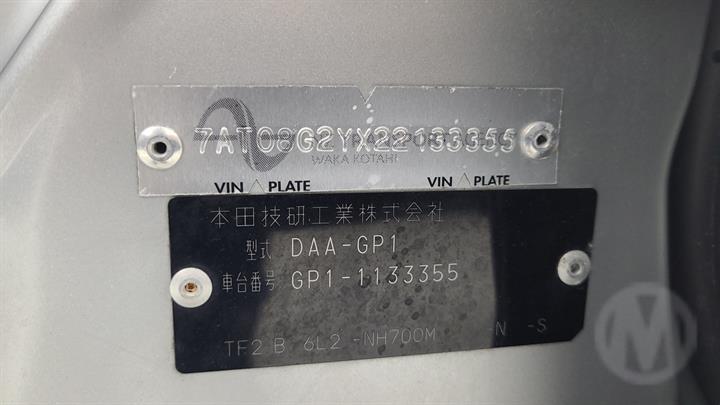 7AT08G2YX22133355
WAKA KOTAHI
VIN PLATE VIN PLATE
本田技研工業株式会社
型式 DAA-GP1
車台番号 GP1-1133355
TF2 B 6L2 -NH700M N -S
M